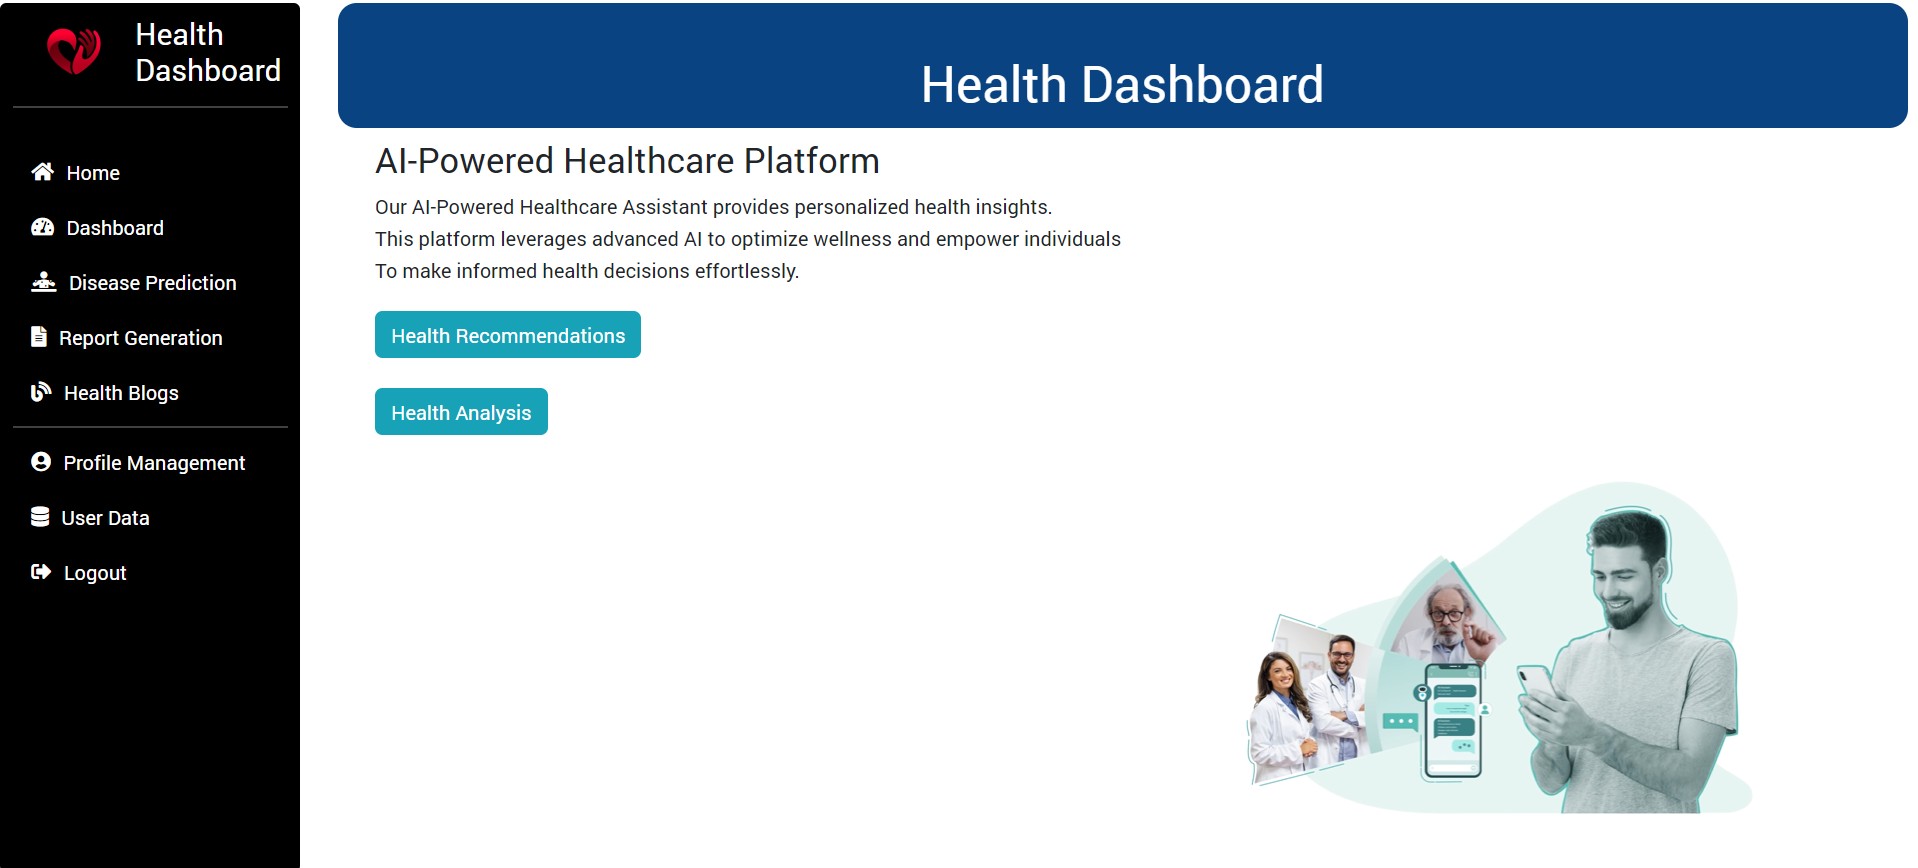 Health
Dashboard
Home
Dashboard
Disease Prediction
Report Generation
Health Blogs
Profile Management
User Data
Logout
Health Dashboard
AI-Powered Healthcare Platform
Our AI-Powered Healthcare Assistant provides personalized health insights.
This platform leverages advanced AI to optimize wellness and empower individuals
To make informed health decisions effortlessly.
Health Recommendations
Health Analysis